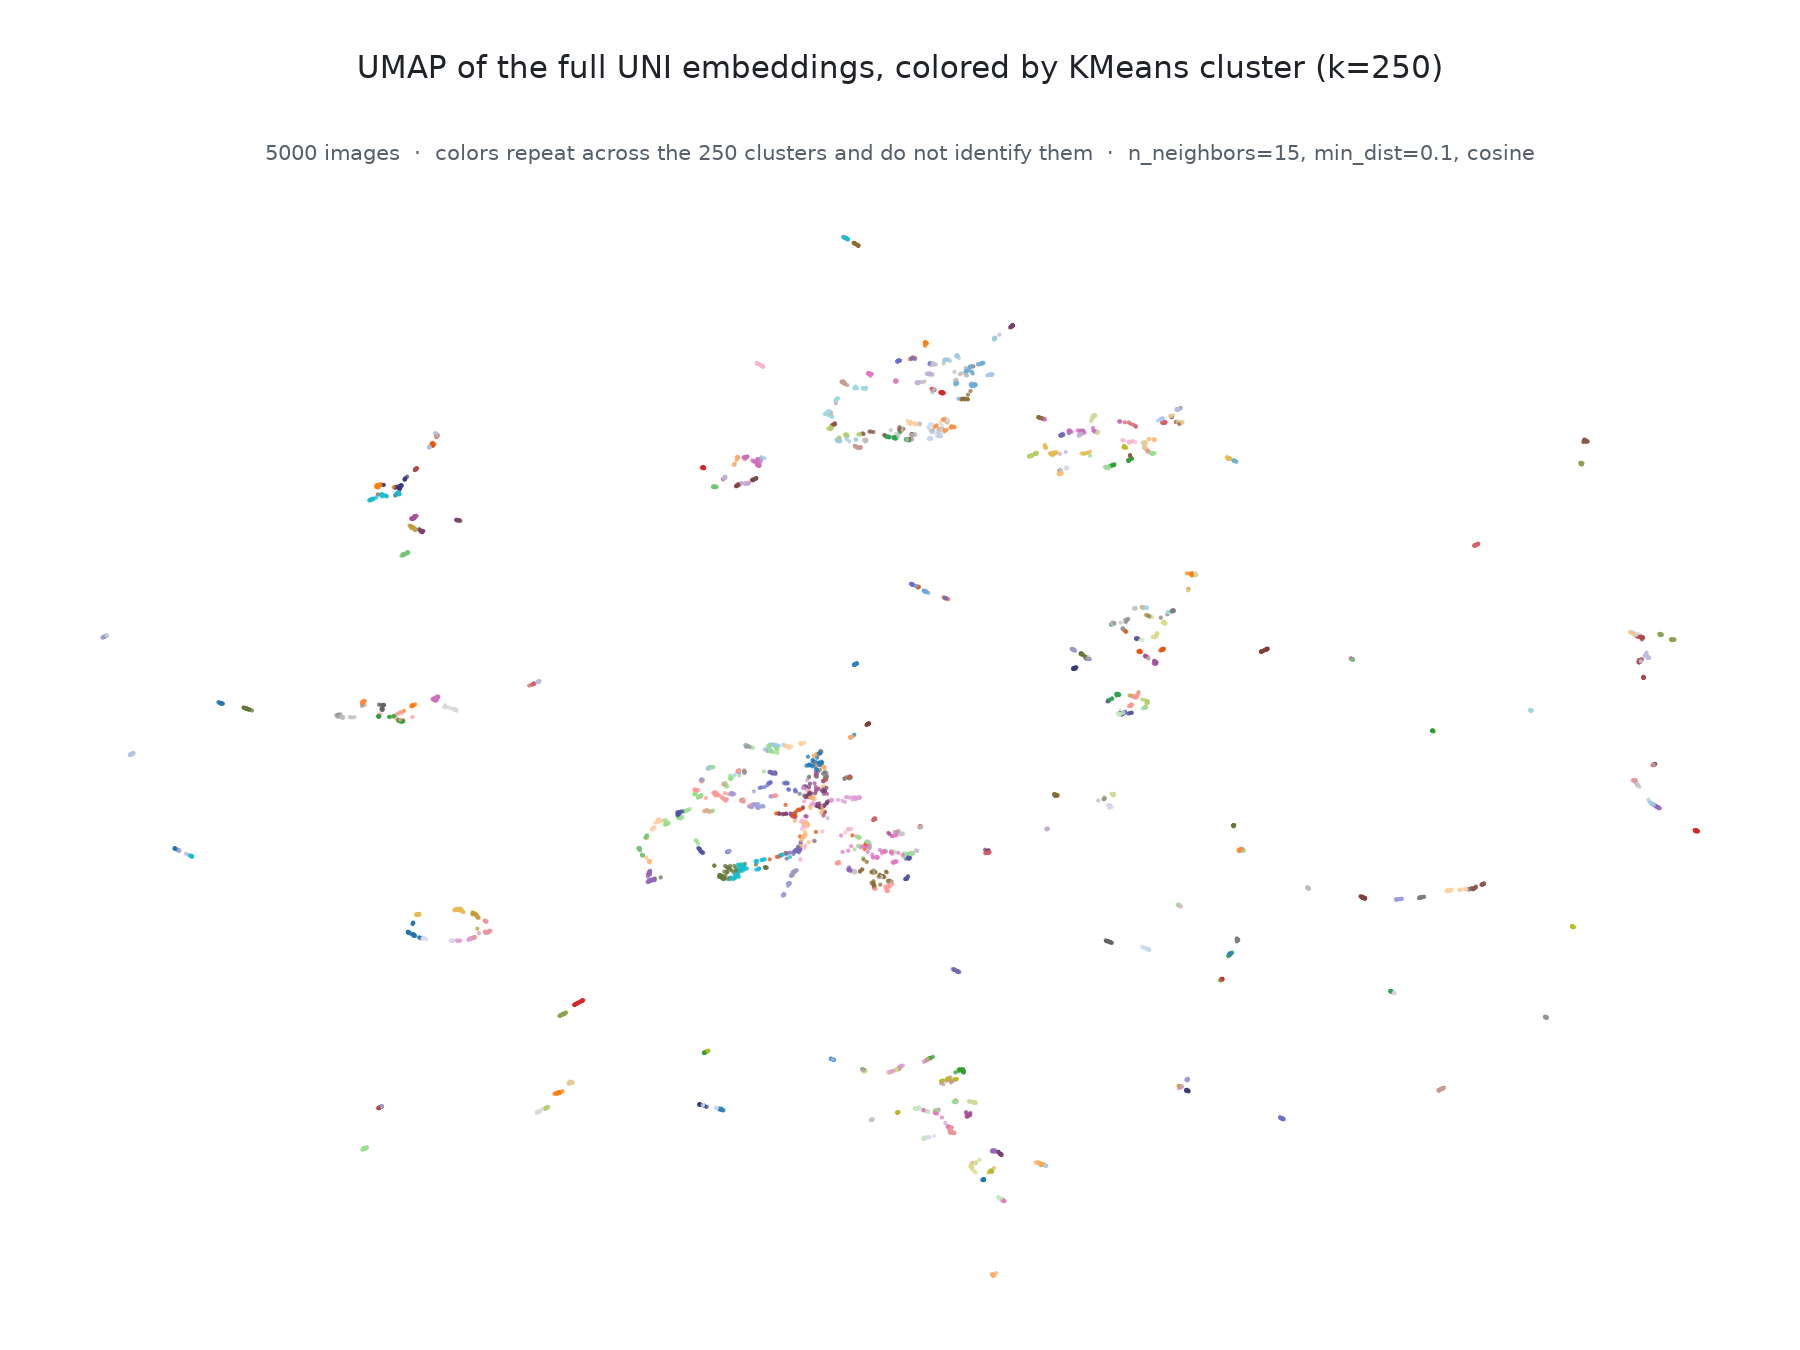 UMAP of the full UNI embeddings, colored by KMeans cluster (k=250)
5000 images · colors repeat across the 250 clusters and do not identify them · n_neighbors=15, min_dist=0.1, cosine